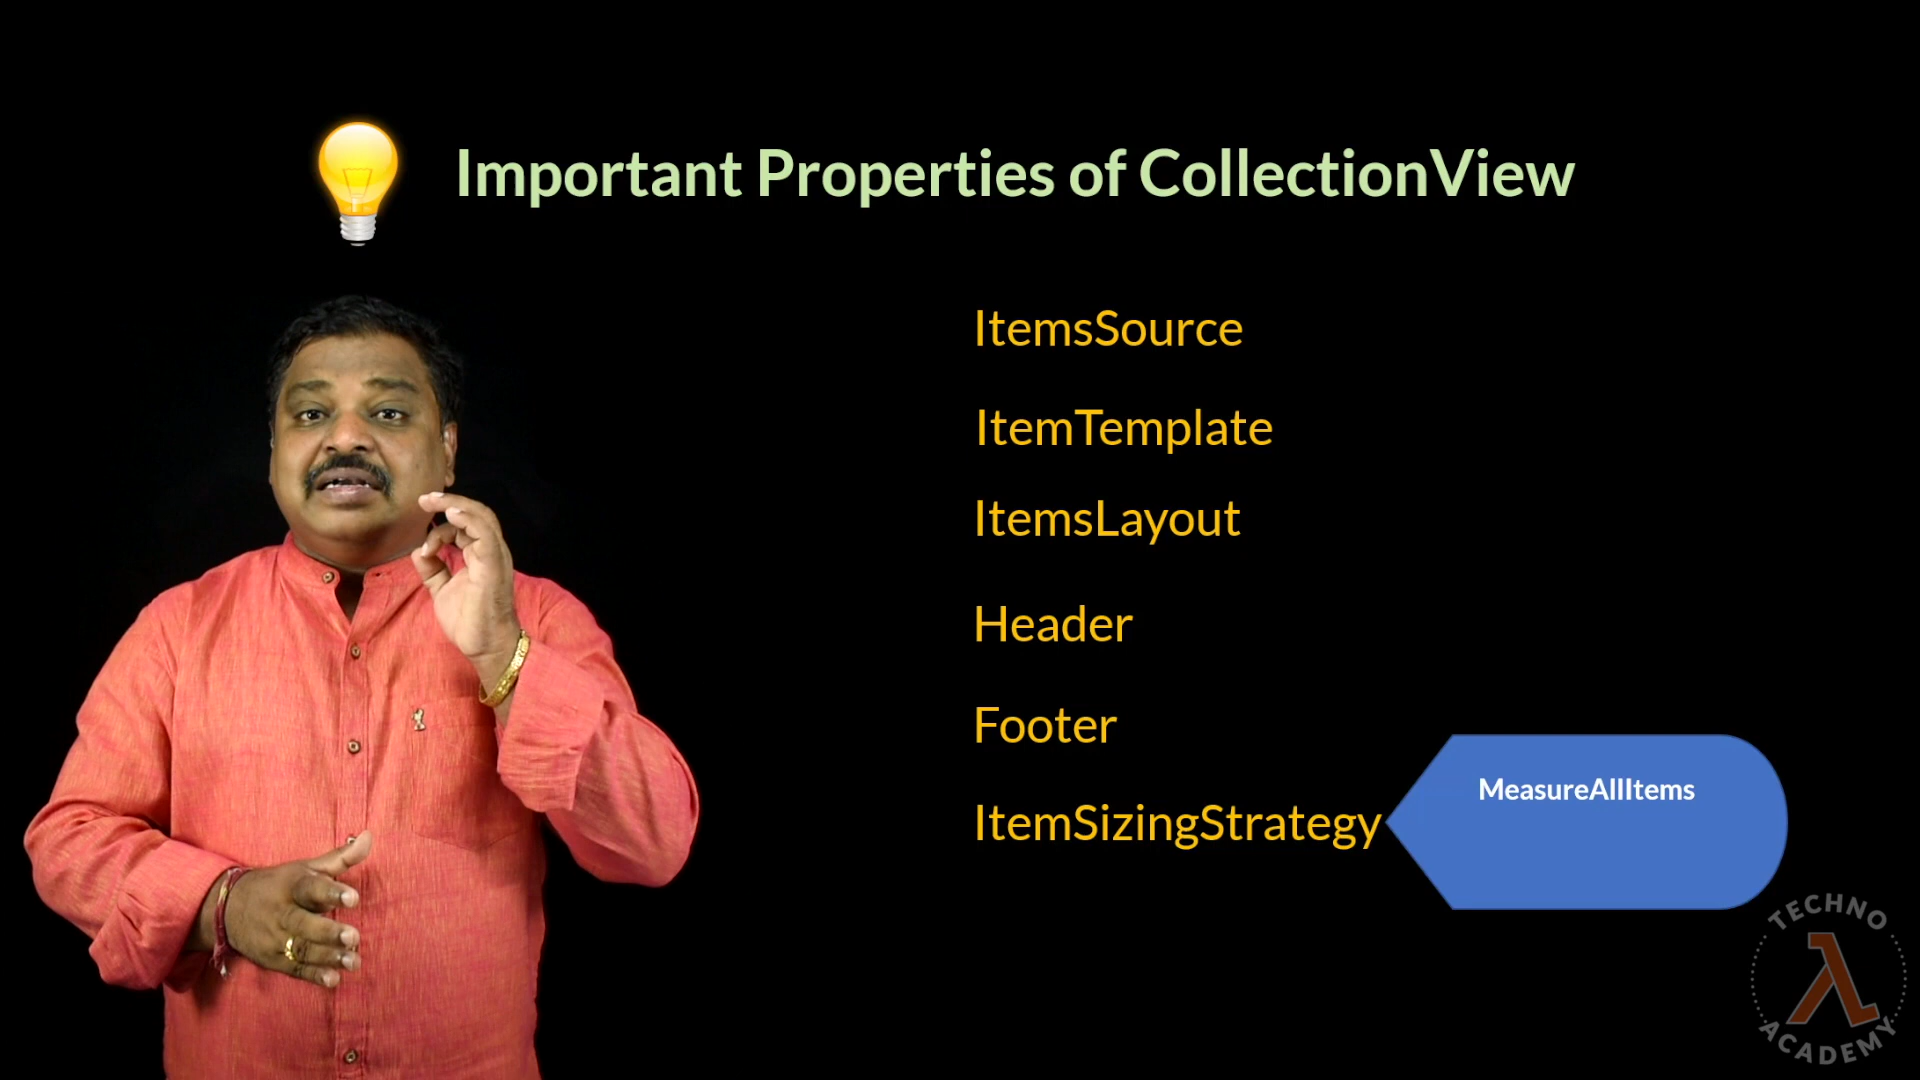 Important Properties of CollectionView
ItemsSource
ItemTemplate
ItemsLayout
Header
Footer
MeasureAllItems
ItemSizingStrategy
TECHNO
ACADEMY